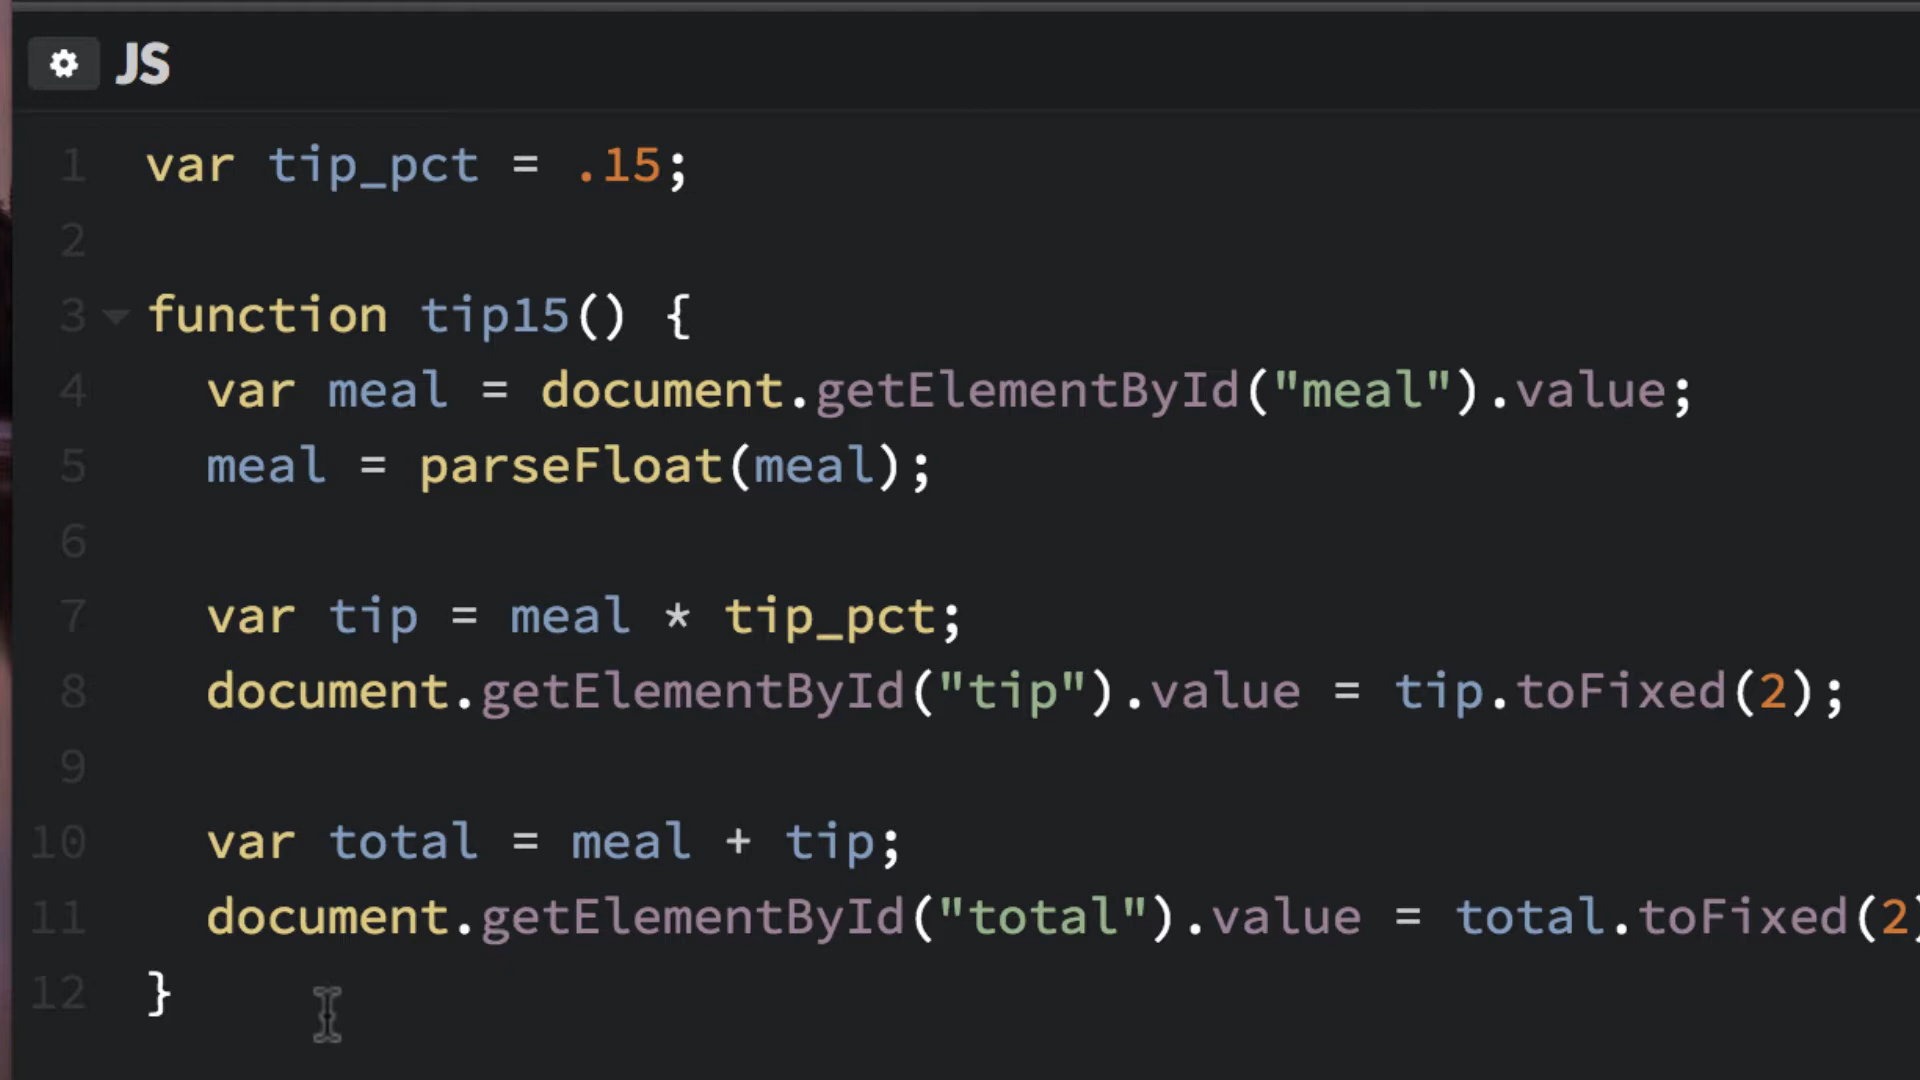 JS
1 var tip_pct = .15;
2
3 function tip15() {
4 var meal = document.getElementById("meal").value;
5 meal = parseFloat(meal);
6
7 var tip = meal * tip_pct;
8 document.getElementById("tip").value = tip.toFixed(2);
9
10 var total = meal + tip;
11 document.getElementById("total").value = total.toFixed(2)
12 }